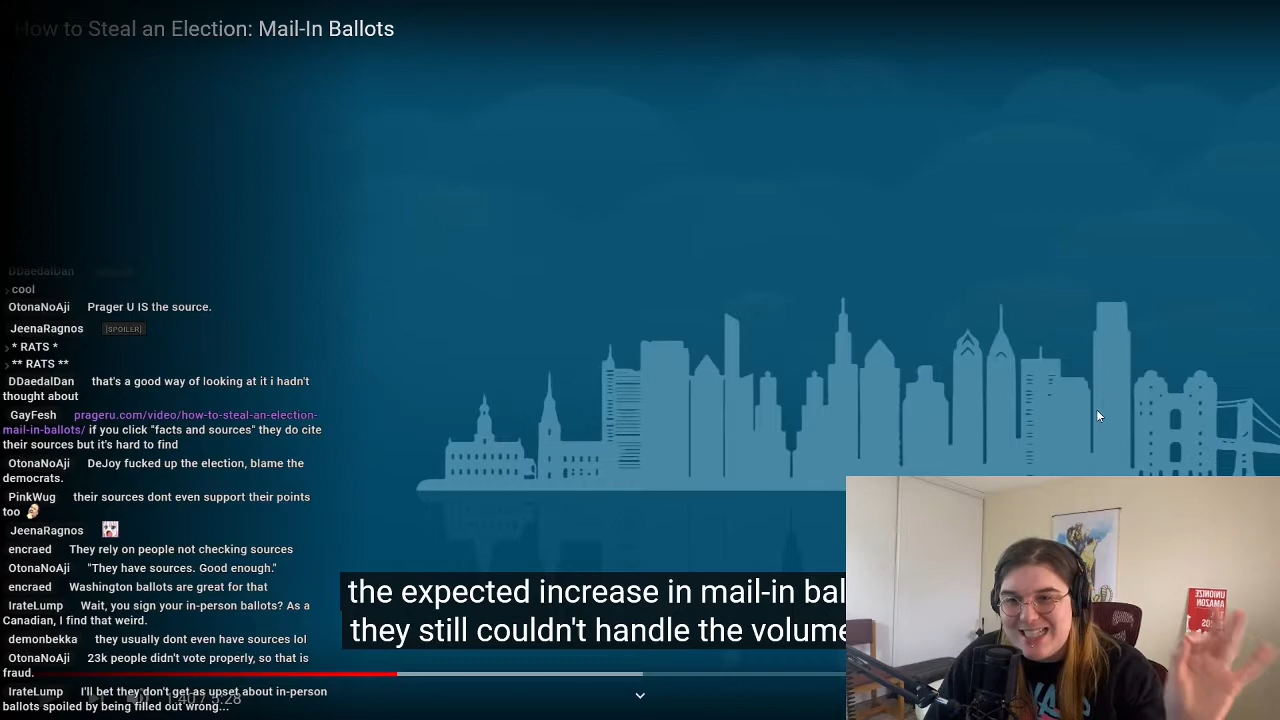 How to Steal an Election: Mail-In Ballots
DDaedalDan
cool
OtonaNoAji Prager U IS the source.
JeenaRagnos [SPOILER]
* RATS *
** RATS **
DDaedalDan that's a good way of looking at it i hadn't
thought about
GayFesh prageru.com/video/how-to-steal-an-election-
mail-in-ballots/ if you click "facts and sources" they do cite
their sources but it's hard to find
OtonaNoAji DeJoy fucked up the election, blame the
democrats.
PinkWug their sources dont even support their points
too
JeenaRagnos
encraed They rely on people not checking sources
OtonaNoAji "They have sources. Good enough."
encraed Washington ballots are great for that
IrateLump Wait, you sign your in-person ballots? As a
Canadian, I find that weird.
demonbekka they usually dont even have sources lol
OtonaNoAji 23k people didn't vote properly, so that is
fraud.
IrateLump I'll bet they don't get as upset about in-person
ballots spoiled by being filled out wrong...
1:40 / 5:28
the expected increase in mail-in bal
they still couldn't handle the volume
UNIONIZE
AMAZON